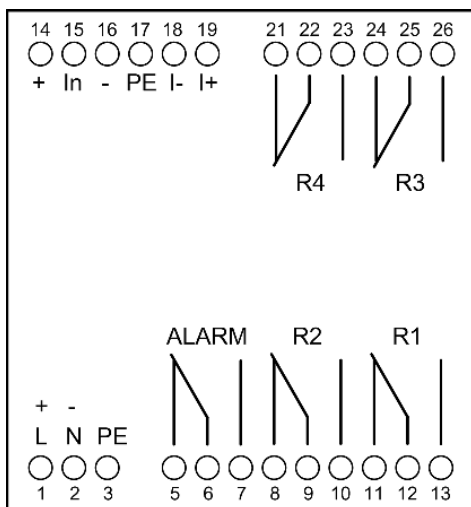 14 15 16 17 18 19 21 22 23 24 25 26
+ In - PE I- I+
R4 R3
ALARM R2 R1
+ -
L N PE
1 2 3 5 6 7 8 9 10 11 12 13